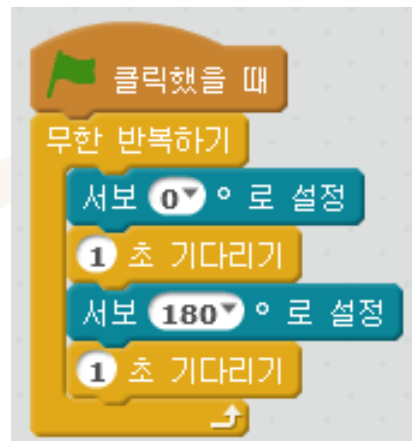 클릭했을 때
무한 반복하기
서보 0 ° 로 설정
1 초 기다리기
서보 180 ° 로 설정
1 초 기다리기